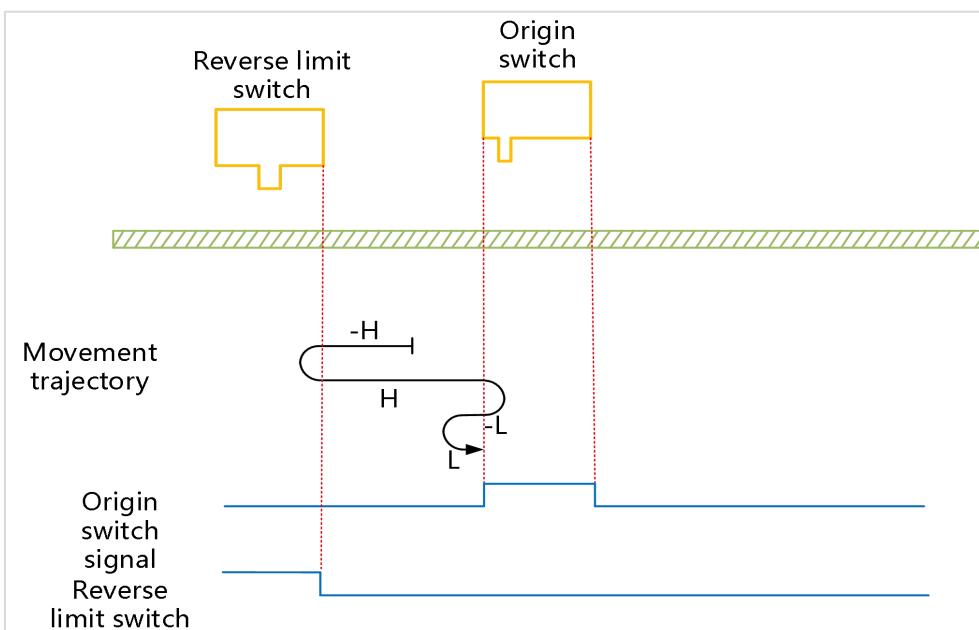 Origin
switch
Reverse limit
switch
-H
Movement
trajectory
H
-L
L
Origin
switch
signal
Reverse
limit switch